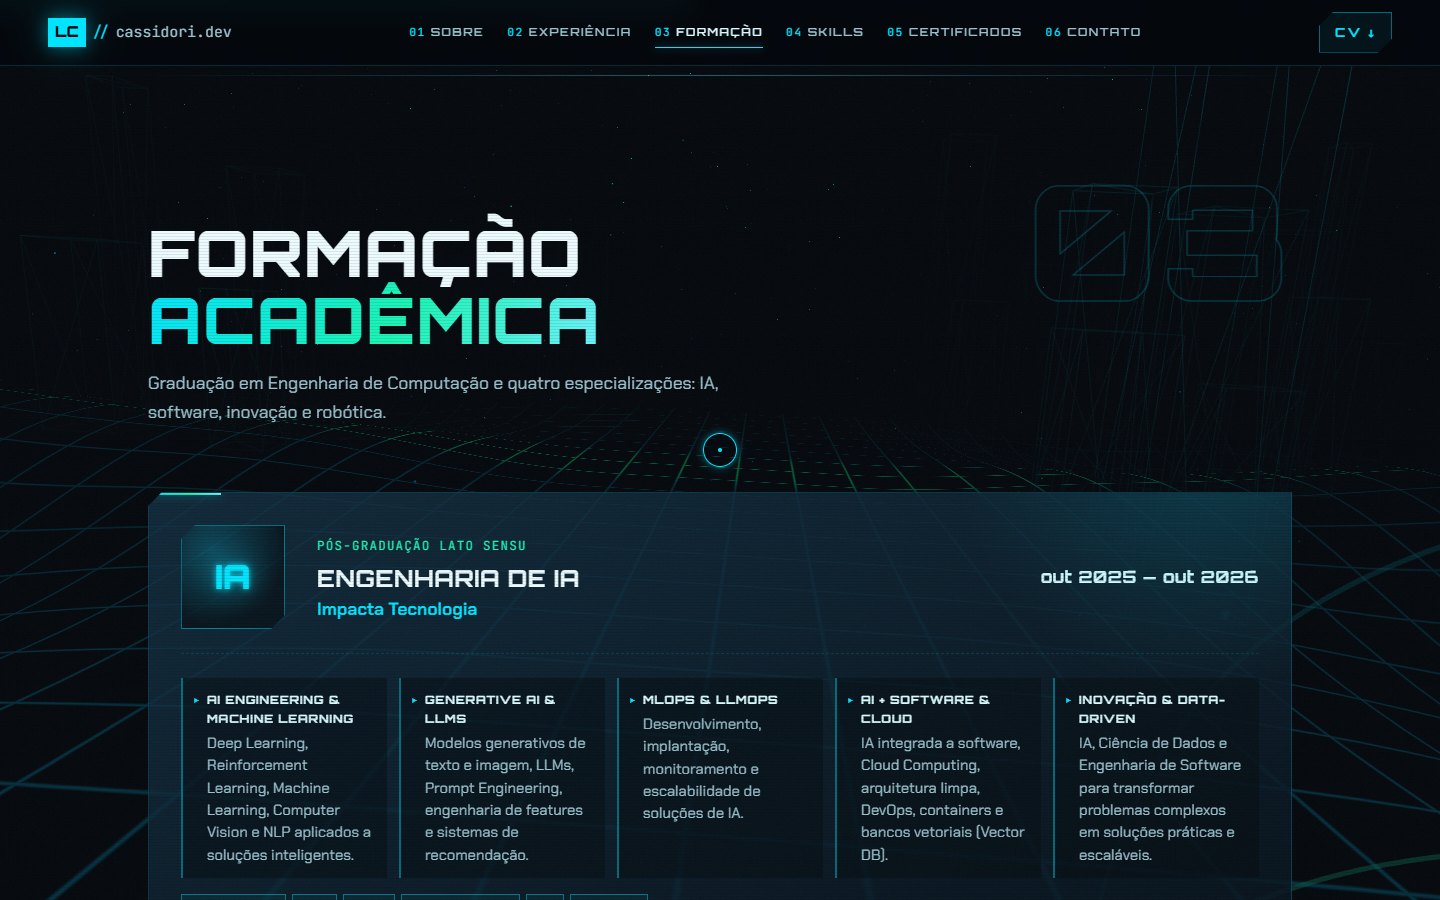 LC // cassidori.dev
01 SOBRE 02 EXPERIÊNCIA 03 FORMAÇÃO 04 SKILLS 05 CERTIFICADOS 06 CONTATO
CV ↓
03
FORMAÇÃO
ACADÊMICA
Graduação em Engenharia de Computação e quatro especializações: IA,
software, inovação e robótica.
IA
PÓS-GRADUAÇÃO LATO SENSU
ENGENHARIA DE IA
Impacta Tecnologia
out 2025 — out 2026
▸ AI ENGINEERING &
MACHINE LEARNING
Deep Learning,
Reinforcement
Learning, Machine
Learning, Computer
Vision e NLP aplicados a
soluções inteligentes.
▸ GENERATIVE AI &
LLMS
Modelos generativos de
texto e imagem, LLMs,
Prompt Engineering,
engenharia de features
e sistemas de
recomendação.
▸ MLOPS & LLMOPS
Desenvolvimento,
implantação,
monitoramento e
escalabilidade de
soluções de IA.
▸ AI + SOFTWARE &
CLOUD
IA integrada a software,
Cloud Computing,
arquitetura limpa,
DevOps, containers e
bancos vetoriais (Vector
DB).
▸ INOVAÇÃO & DATA-
DRIVEN
IA, Ciência de Dados e
Engenharia de Software
para transformar
problemas complexos
em soluções práticas e
escaláveis.